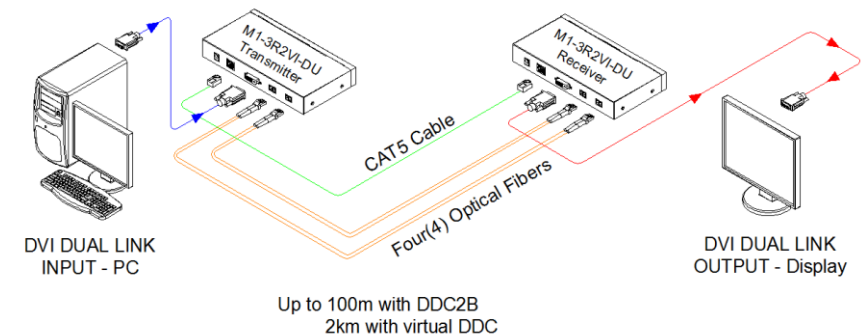 M1-3R2VI-DU
Transmitter
M1-3R2VI-DU
Receiver
CAT5 Cable
Four(4) Optical Fibers
DVI DUAL LINK
INPUT - PC
DVI DUAL LINK
OUTPUT - Display
Up to 100m with DDC2B
2km with virtual DDC